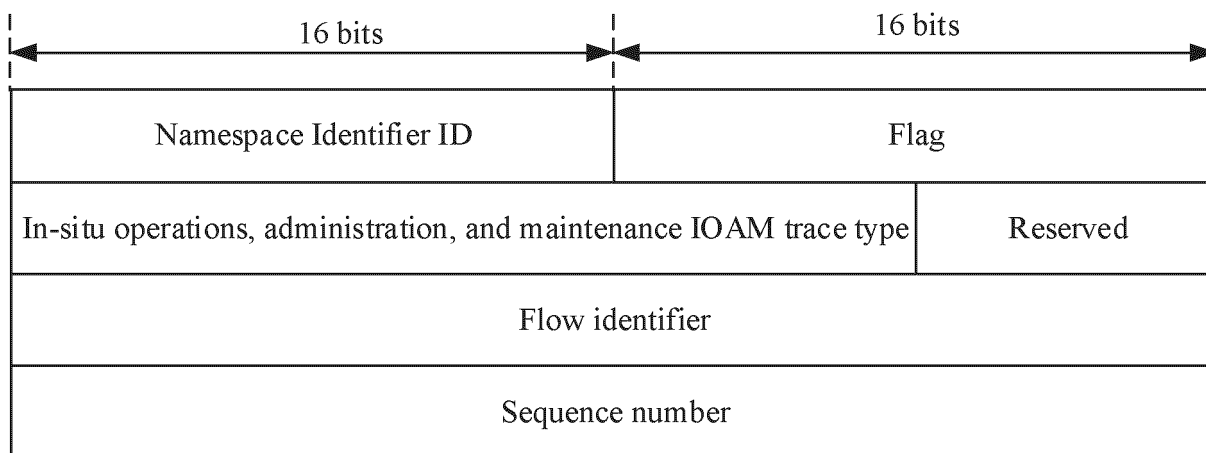 16 bits
16 bits
Namespace Identifier ID
Flag
In-situ operations, administration, and maintenance IOAM trace type
Reserved
Flow identifier
Sequence number